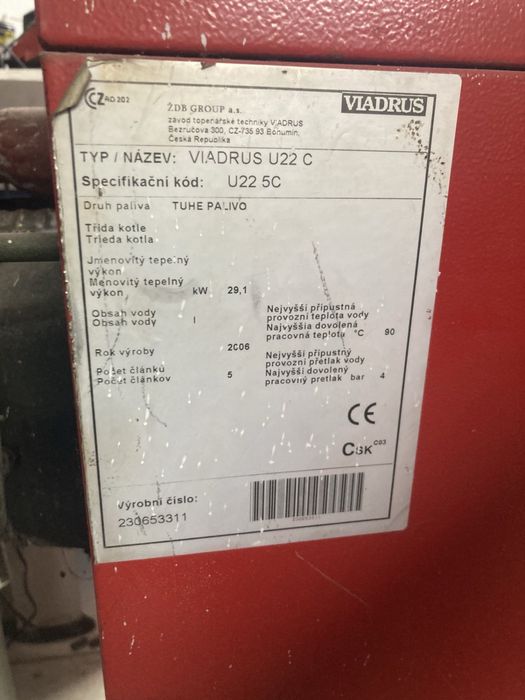 CZ AO 202
ŽDB GROUP a.s.
závod topenářské techniky VIADRUS
Bezručova 300, CZ-735 93 Bohumín,
Česká Republika
VIADRUS
TYP / NÁZEV: VIADRUS U22 C
Specifikační kód: U22 5C
Druh paliva TUHE PALIVO
Třída kotle
Trieda kotla
Jmenovitý tepelný
výkon
Menovitý tepelný
výkon kW 29,1
Obsah vody
Obsah vody l
Nejvyšší přípustná
provozní teplota vody
Najvyššia dovolená
pracovná teplota °C 90
Rok výroby 2006
Nejvyšší přípustný
provozní přetlak vody
Počet článků
Počet článkov 5
Najvyšší dovolený
pracovný pretlak bar 4
CE
CSK C03
Výrobní číslo:
230653311